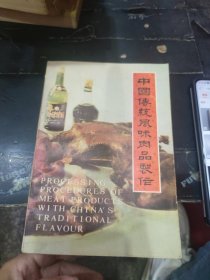 中國傳統風味肉品製作
PROCESSING
PROCEDURES OF
MEAT PRODUCTS
WITH CHINA'S
TRADITIONAL
FLAVOUR